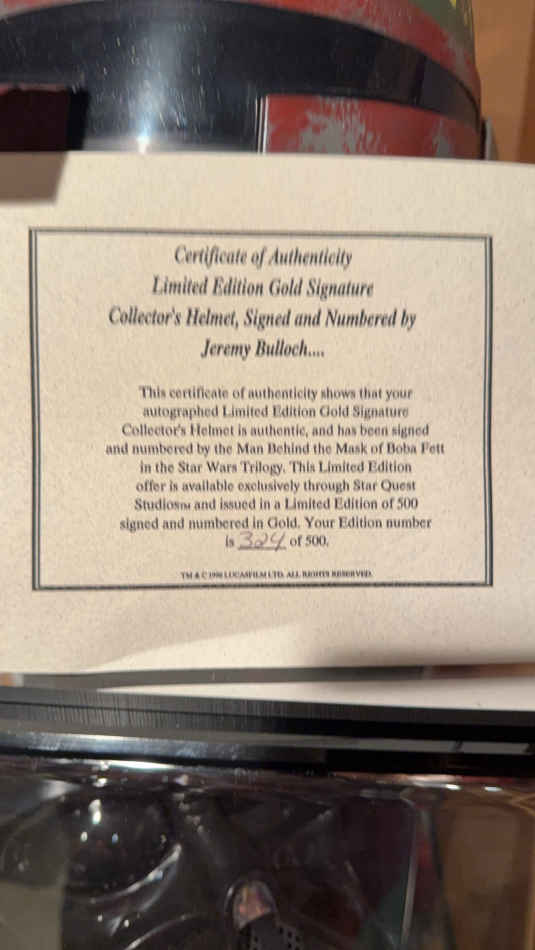 Certificate of Authenticity
Limited Edition Gold Signature
Collector's Helmet, Signed and Numbered by
Jeremy Bulloch....
This certificate of authenticity shows that your
autographed Limited Edition Gold Signature
Collector's Helmet is authentic, and has been signed
and numbered by the Man Behind the Mask of Boba Fett
in the Star Wars Trilogy. This Limited Edition
offer is available exclusively through Star Quest
Studios™ and issued in a Limited Edition of 500
signed and numbered in Gold. Your Edition number
is 324 of 500.
TM & © LUCASFILM LTD. ALL RIGHTS RESERVED.